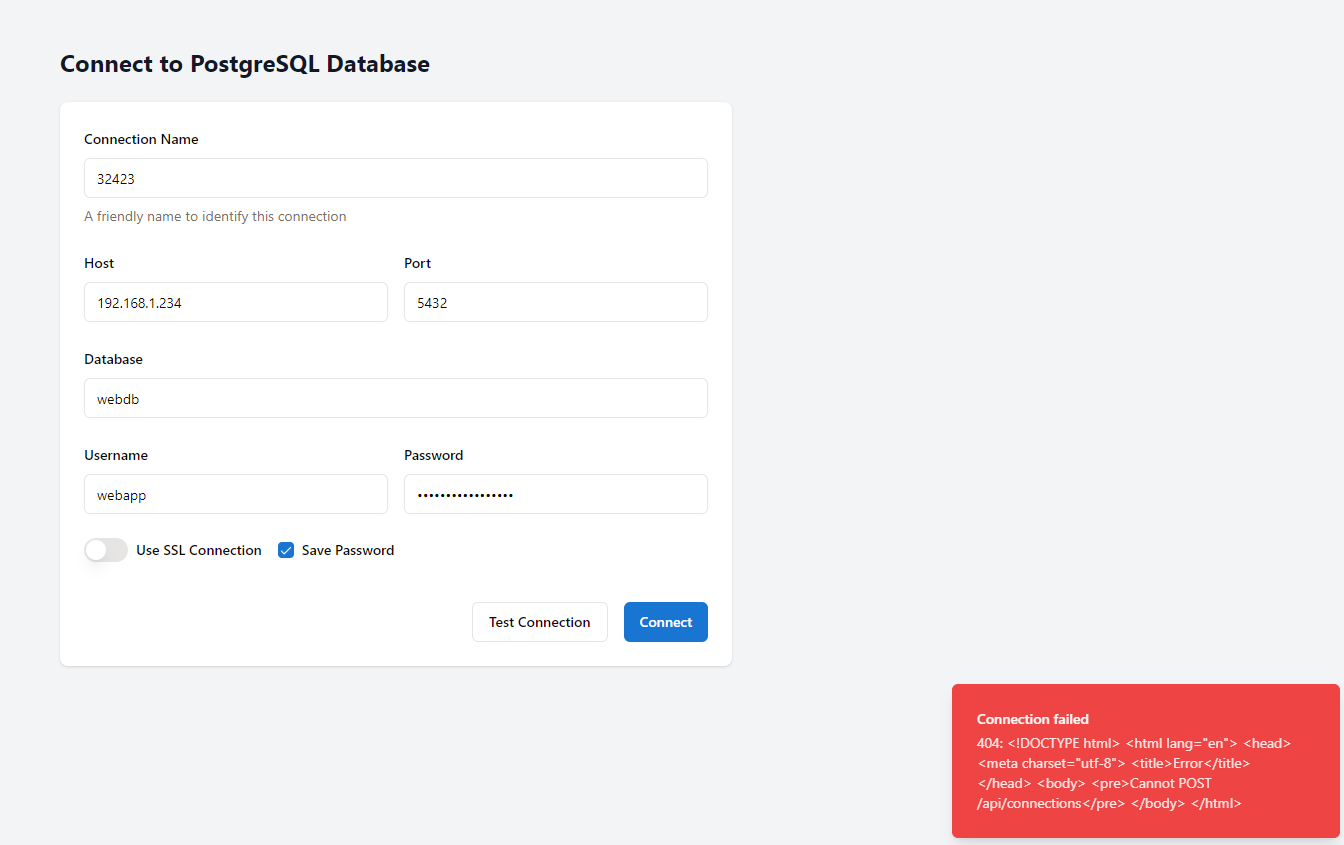 Connect to PostgreSQL Database
Connection Name
32423
A friendly name to identify this connection
Host Port
192.168.1.234 5432
Database
webdb
Username Password
webapp •••••••••••••••••
Use SSL Connection Save Password
Test Connection Connect
Connection failed
404: <!DOCTYPE html> <html lang="en"> <head>
<meta charset="utf-8"> <title>Error</title>
</head> <body> <pre>Cannot POST
/api/connections</pre> </body> </html>